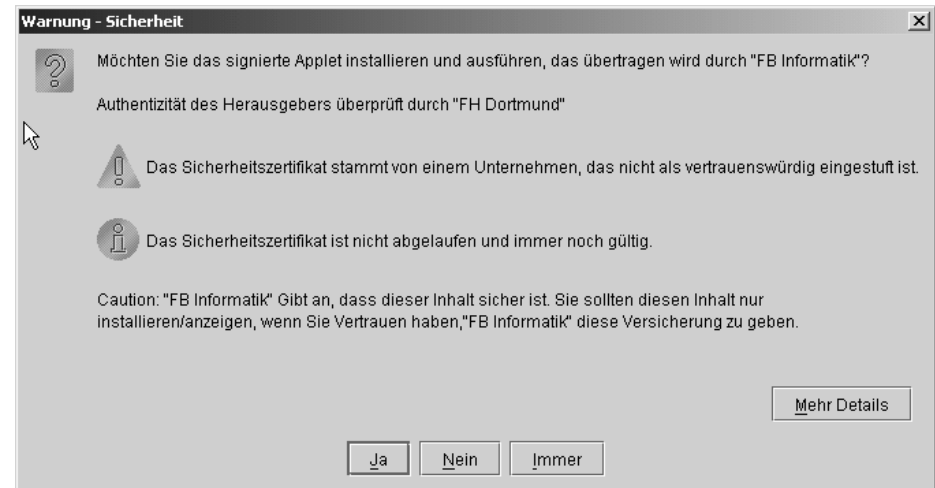 Warnung - Sicherheit
Möchten Sie das signierte Applet installieren und ausführen, das übertragen wird durch "FB Informatik"?
Authentizität des Herausgebers überprüft durch "FH Dortmund"
Das Sicherheitszertifikat stammt von einem Unternehmen, das nicht als vertrauenswürdig eingestuft ist.
Das Sicherheitszertifikat ist nicht abgelaufen und immer noch gültig.
Caution: "FB Informatik" Gibt an, dass dieser Inhalt sicher ist. Sie sollten diesen Inhalt nur
installieren/anzeigen, wenn Sie Vertrauen haben,"FB Informatik" diese Versicherung zu geben.
Mehr Details
Ja Nein Immer